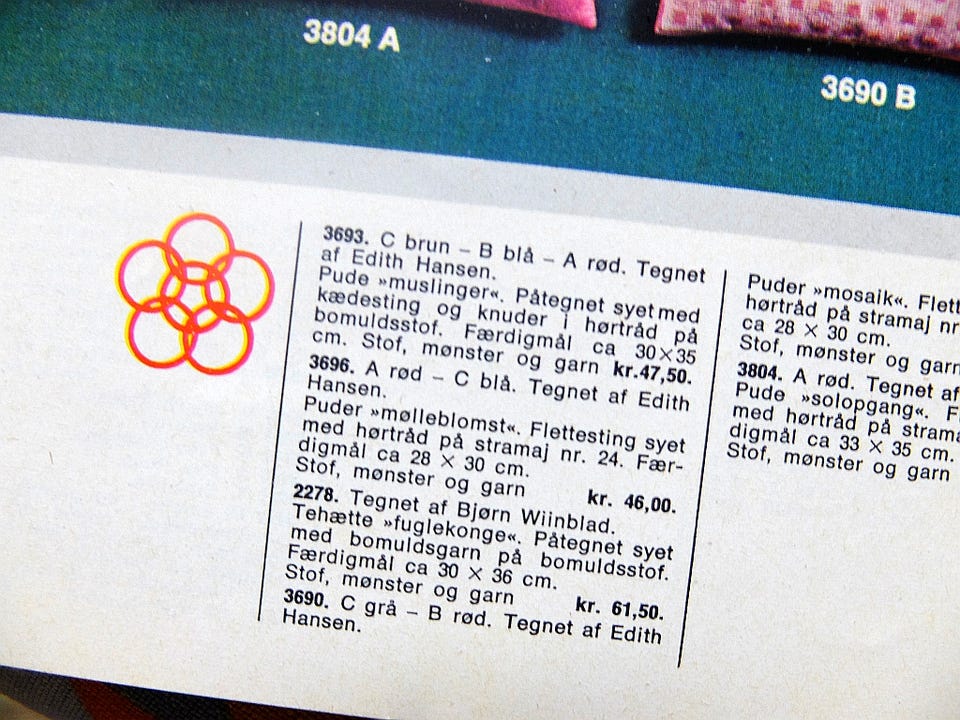 3804 A
3690 B
3693. C brun – B blå – A rød. Tegnet
af Edith Hansen.
Pude »muslinger«. Påtegnet syet med
kædesting og knuder i hørtråd på
bomuldsstof. Færdigmål ca 30×35
cm. Stof, mønster og garn kr.47,50.
3696. A rød – C blå. Tegnet af Edith
Hansen.
Puder »mølleblomst«. Flettesting syet
med hørtråd på stramaj nr. 24. Fær-
digmål ca 28 × 30 cm.
Stof, mønster og garn kr. 46,00.
2278. Tegnet af Bjørn Wiinblad.
Tehætte »fuglekonge«. Påtegnet syet
med bomuldsgarn på bomuldsstof.
Færdigmål ca 30 × 36 cm.
Stof, mønster og garn kr. 61,50.
3690. C grå – B rød. Tegnet af Edith
Hansen.
Puder »mosaik«. Flett
hørtråd på stramaj nr
ca 28 × 30 cm.
Stof, mønster og garn
3804. A rød. Tegnet af
Pude »solopgang«. F
med hørtråd på strama
digmål ca 33 × 35 cm.
Stof, mønster og garn